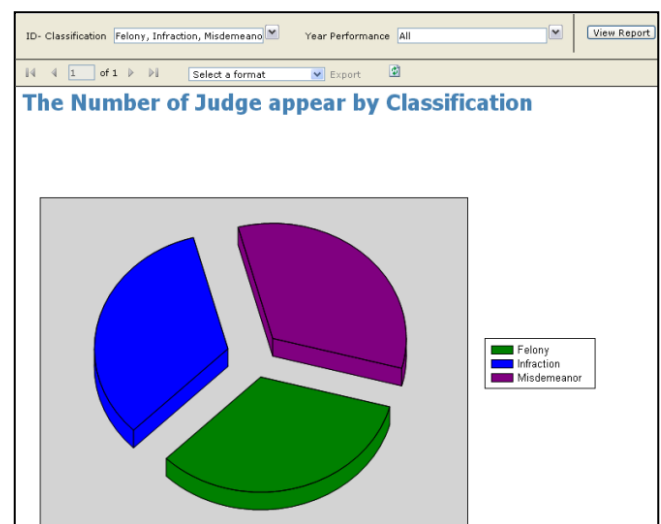 ID- Classification Felony, Infraction, Misdemeano Year Performance All View Report
1 of 1 Select a format Export
The Number of Judge appear by Classification
Felony
Infraction
Misdemeanor